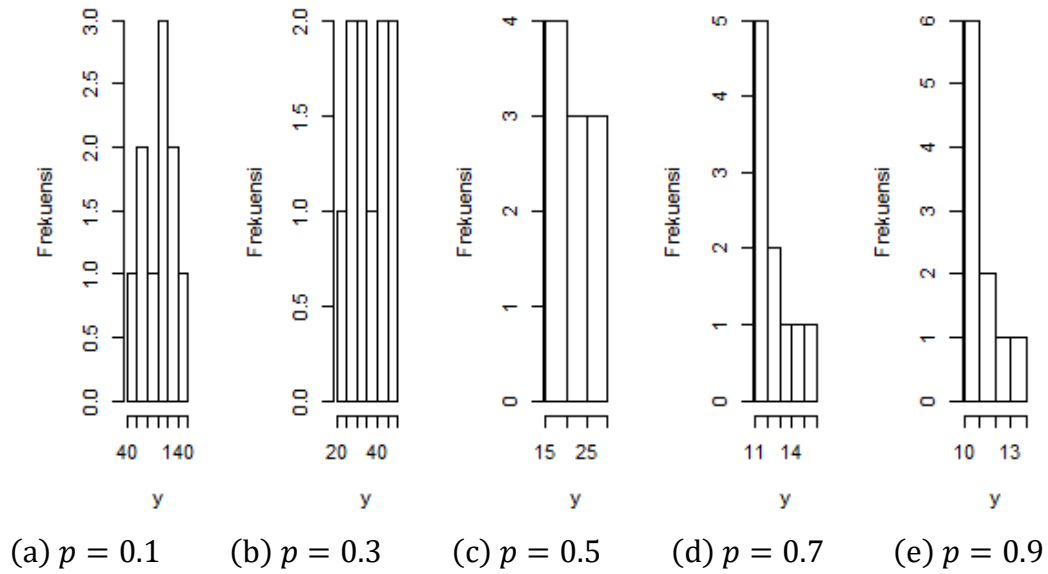 Frekuensi
0.0 0.5 1.0 1.5 2.0 2.5 3.0
40 140
y
(a) p = 0.1
Frekuensi
0.0 0.5 1.0 1.5 2.0
20 40
y
(b) p = 0.3
Frekuensi
0 1 2 3 4
15 25
y
(c) p = 0.5
Frekuensi
0 1 2 3 4 5
11 14
y
(d) p = 0.7
Frekuensi
0 1 2 3 4 5 6
10 13
y
(e) p = 0.9